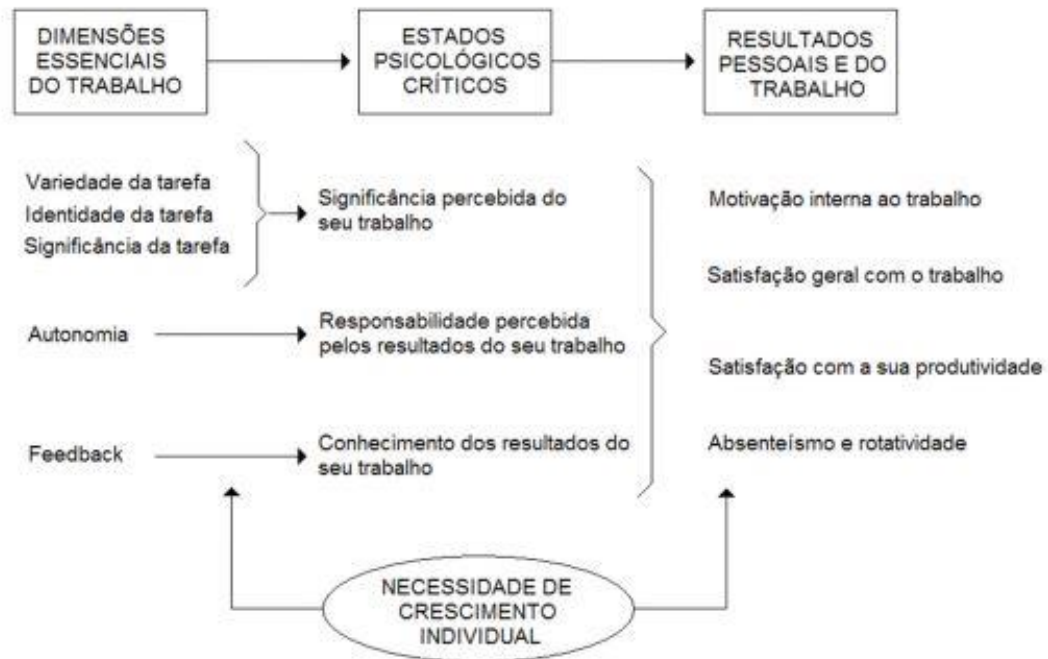 DIMENSÕES
ESSENCIAIS
DO TRABALHO
ESTADOS
PSICOLÓGICOS
CRÍTICOS
RESULTADOS
PESSOAIS E DO
TRABALHO
Variedade da tarefa
Identidade da tarefa
Significância da tarefa
Significância percebida do
seu trabalho
Motivação interna ao trabalho
Satisfação geral com o trabalho
Autonomia
Responsabilidade percebida
pelos resultados do seu trabalho
Satisfação com a sua produtividade
Feedback
Conhecimento dos resultados do
seu trabalho
Absenteísmo e rotatividade
NECESSIDADE DE
CRESCIMENTO
INDIVIDUAL